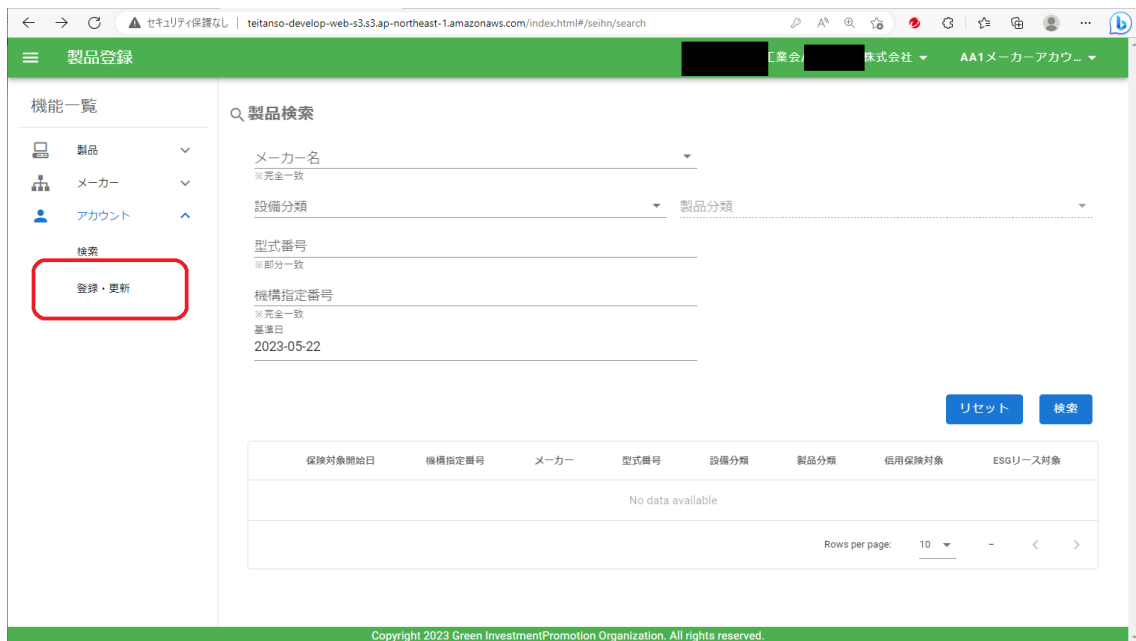 セキュリティ保護なし | teitanso-develop-web-s3.s3.ap-northeast-1.amazonaws.com/index.html#/seihn/search
製品登録
工業会/
株式会社
AA1メーカーアカウ...
機能一覧
製品
メーカー
アカウント
検索
登録・更新
製品検索
メーカー名
※完全一致
設備分類 製品分類
型式番号
※部分一致
機構指定番号
※完全一致
基準日
2023-05-22
リセット 検索
保険対象開始日 機構指定番号 メーカー 型式番号 設備分類 製品分類 信用保険対象 ESGリース対象
No data available
Rows per page: 10 –
Copyright 2023 Green InvestmentPromotion Organization. All rights reserved.